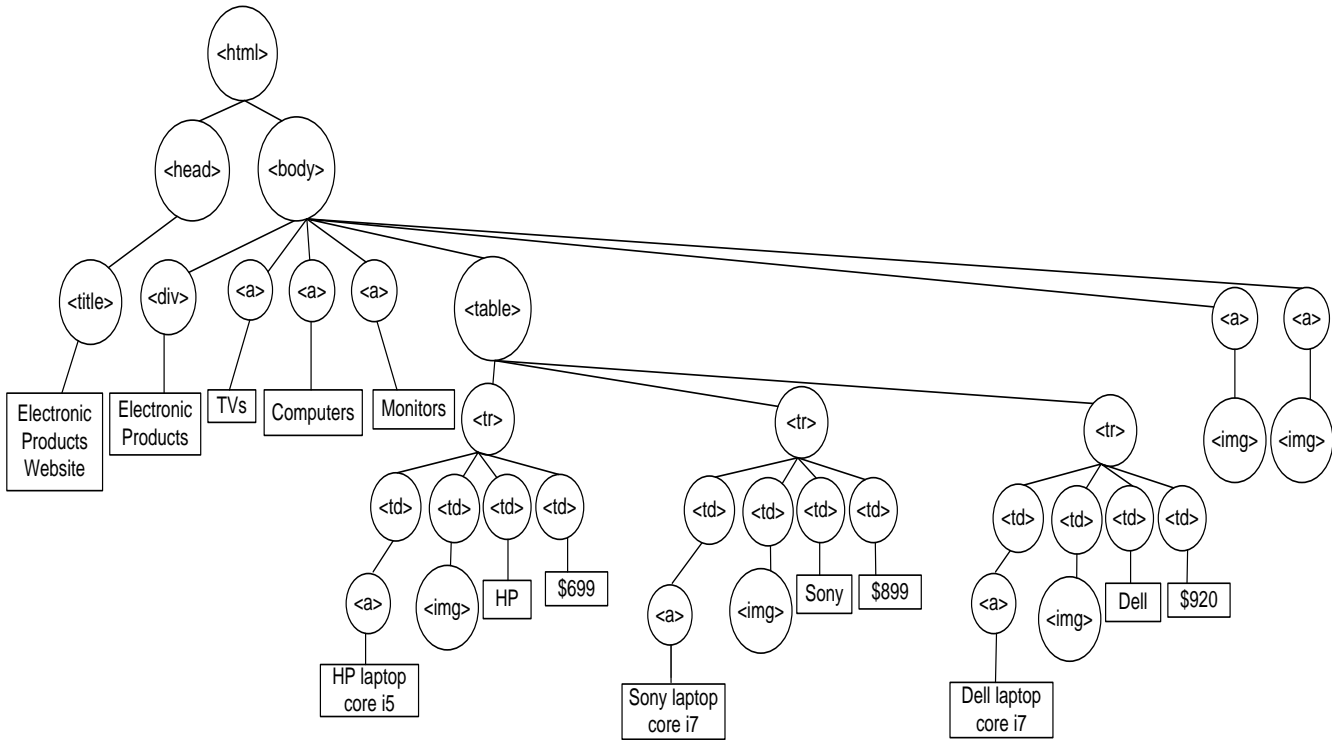 <html>
<head>
<body>
<title>
<div>
<a>
<a>
<a>
<table>
<a>
<a>
Electronic
Products
Website
Electronic
Products
TVs
Computers
Monitors
<tr>
<tr>
<tr>
<img>
<img>
<td>
<td>
<td>
<td>
<td>
<td>
<td>
<td>
<td>
<td>
<td>
<td>
<a>
<img>
HP
$699
<a>
<img>
Sony
$899
<a>
<img>
Dell
$920
HP laptop
core i5
Sony laptop
core i7
Dell laptop
core i7